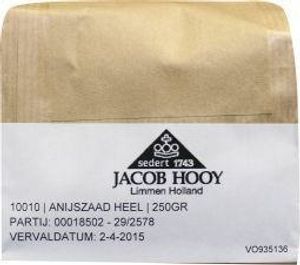 sedert 1743
JACOB HOOY
Limmen Holland
10010 | ANIJSZAAD HEEL | 250GR
PARTIJ: 00018502 - 29/2578
VERVALDATUM: 2-4-2015
VO935136